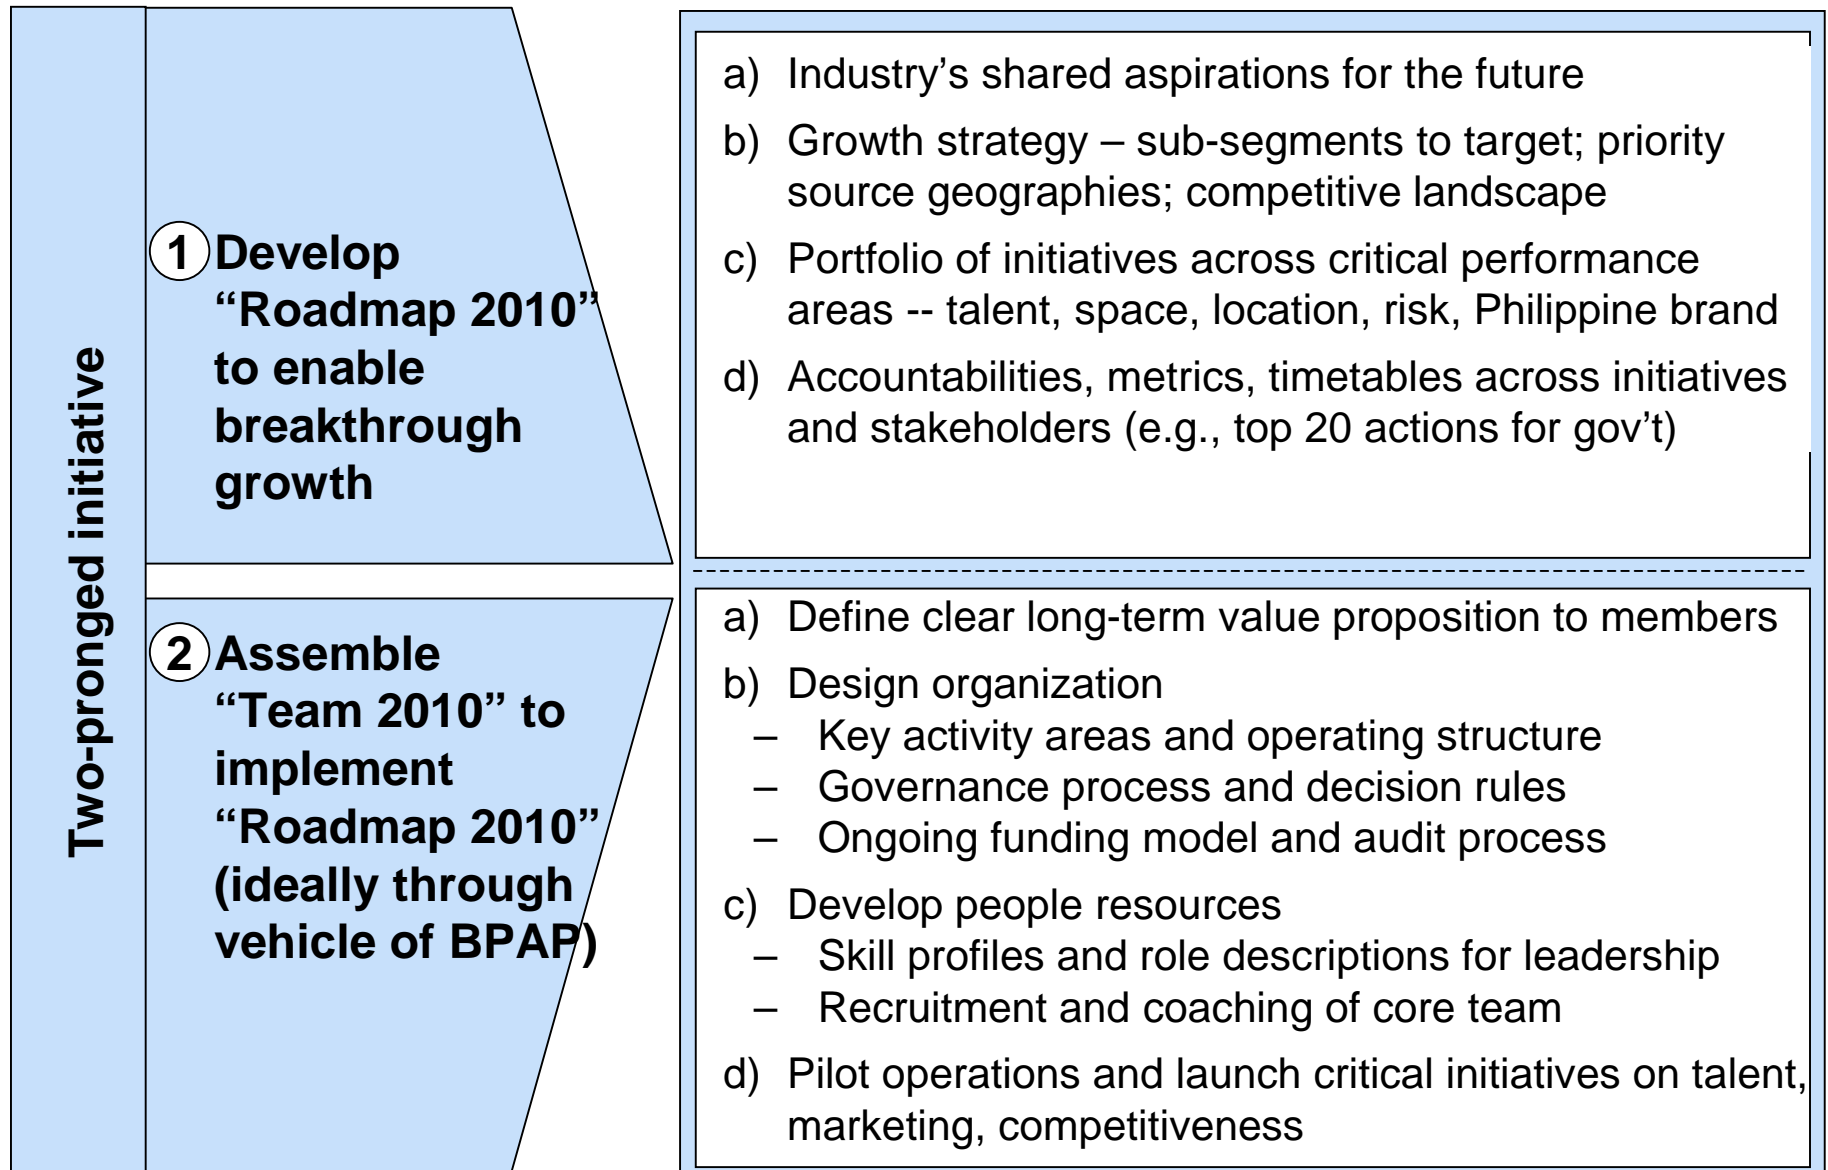 Two-pronged initiative
1 Develop
“Roadmap 2010”
to enable
breakthrough
growth
a) Industry’s shared aspirations for the future
b) Growth strategy – sub-segments to target; priority
source geographies; competitive landscape
c) Portfolio of initiatives across critical performance
areas -- talent, space, location, risk, Philippine brand
d) Accountabilities, metrics, timetables across initiatives
and stakeholders (e.g., top 20 actions for gov’t)
2 Assemble
“Team 2010” to
implement
“Roadmap 2010”
(ideally through
vehicle of BPAP)
a) Define clear long-term value proposition to members
b) Design organization
– Key activity areas and operating structure
– Governance process and decision rules
– Ongoing funding model and audit process
c) Develop people resources
– Skill profiles and role descriptions for leadership
– Recruitment and coaching of core team
d) Pilot operations and launch critical initiatives on talent,
marketing, competitiveness